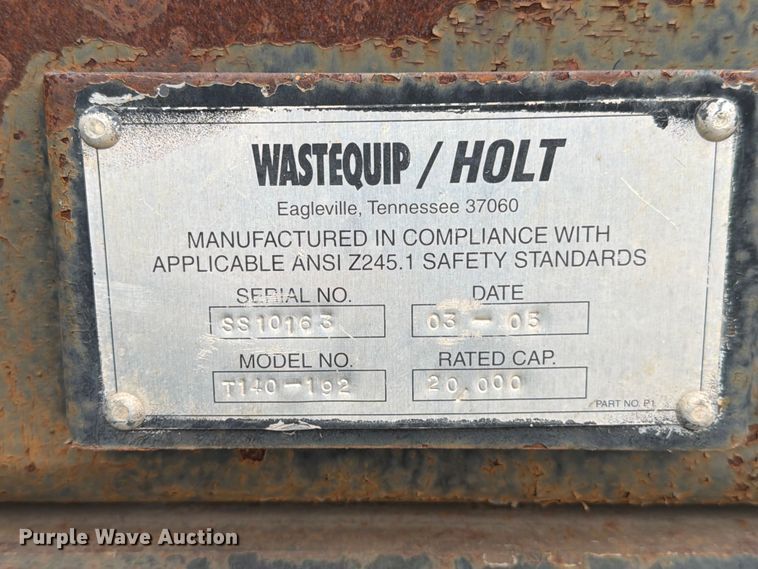 WASTEQUIP / HOLT
Eagleville, Tennessee 37060
MANUFACTURED IN COMPLIANCE WITH
APPLICABLE ANSI Z245.1 SAFETY STANDARDS
SERIAL NO. DATE
SS10163 03-05
MODEL NO. RATED CAP.
T140-192 20,000
PART NO. P1
Purple Wave Auction